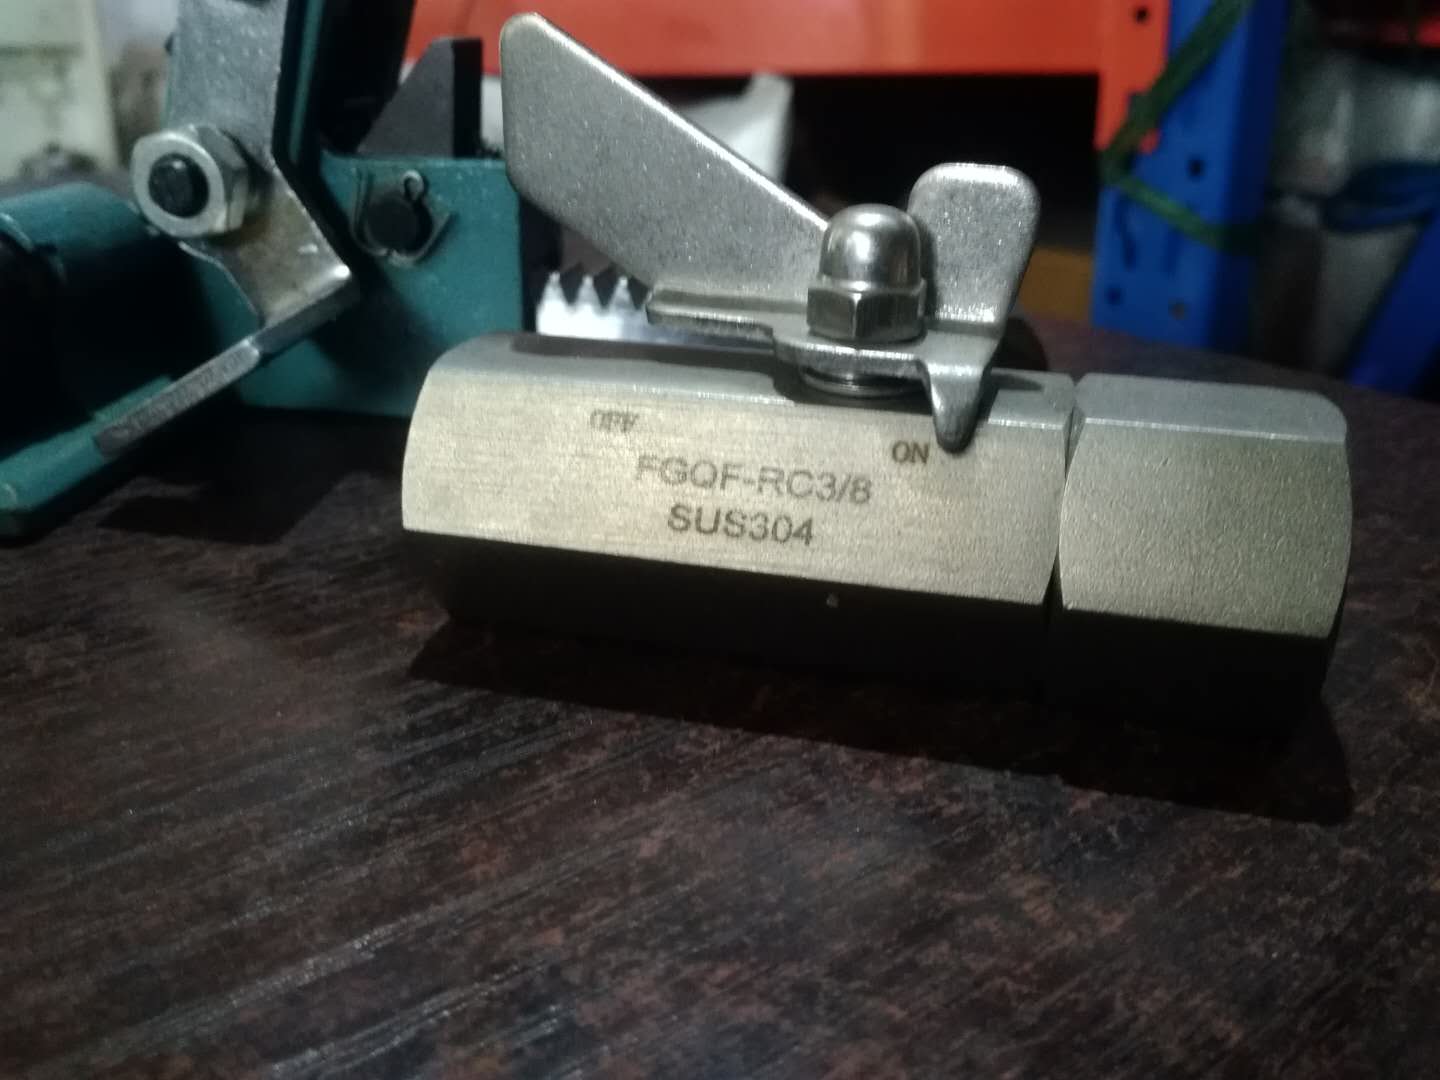 OFF
ON
FGQF-RC3/8
SUS304